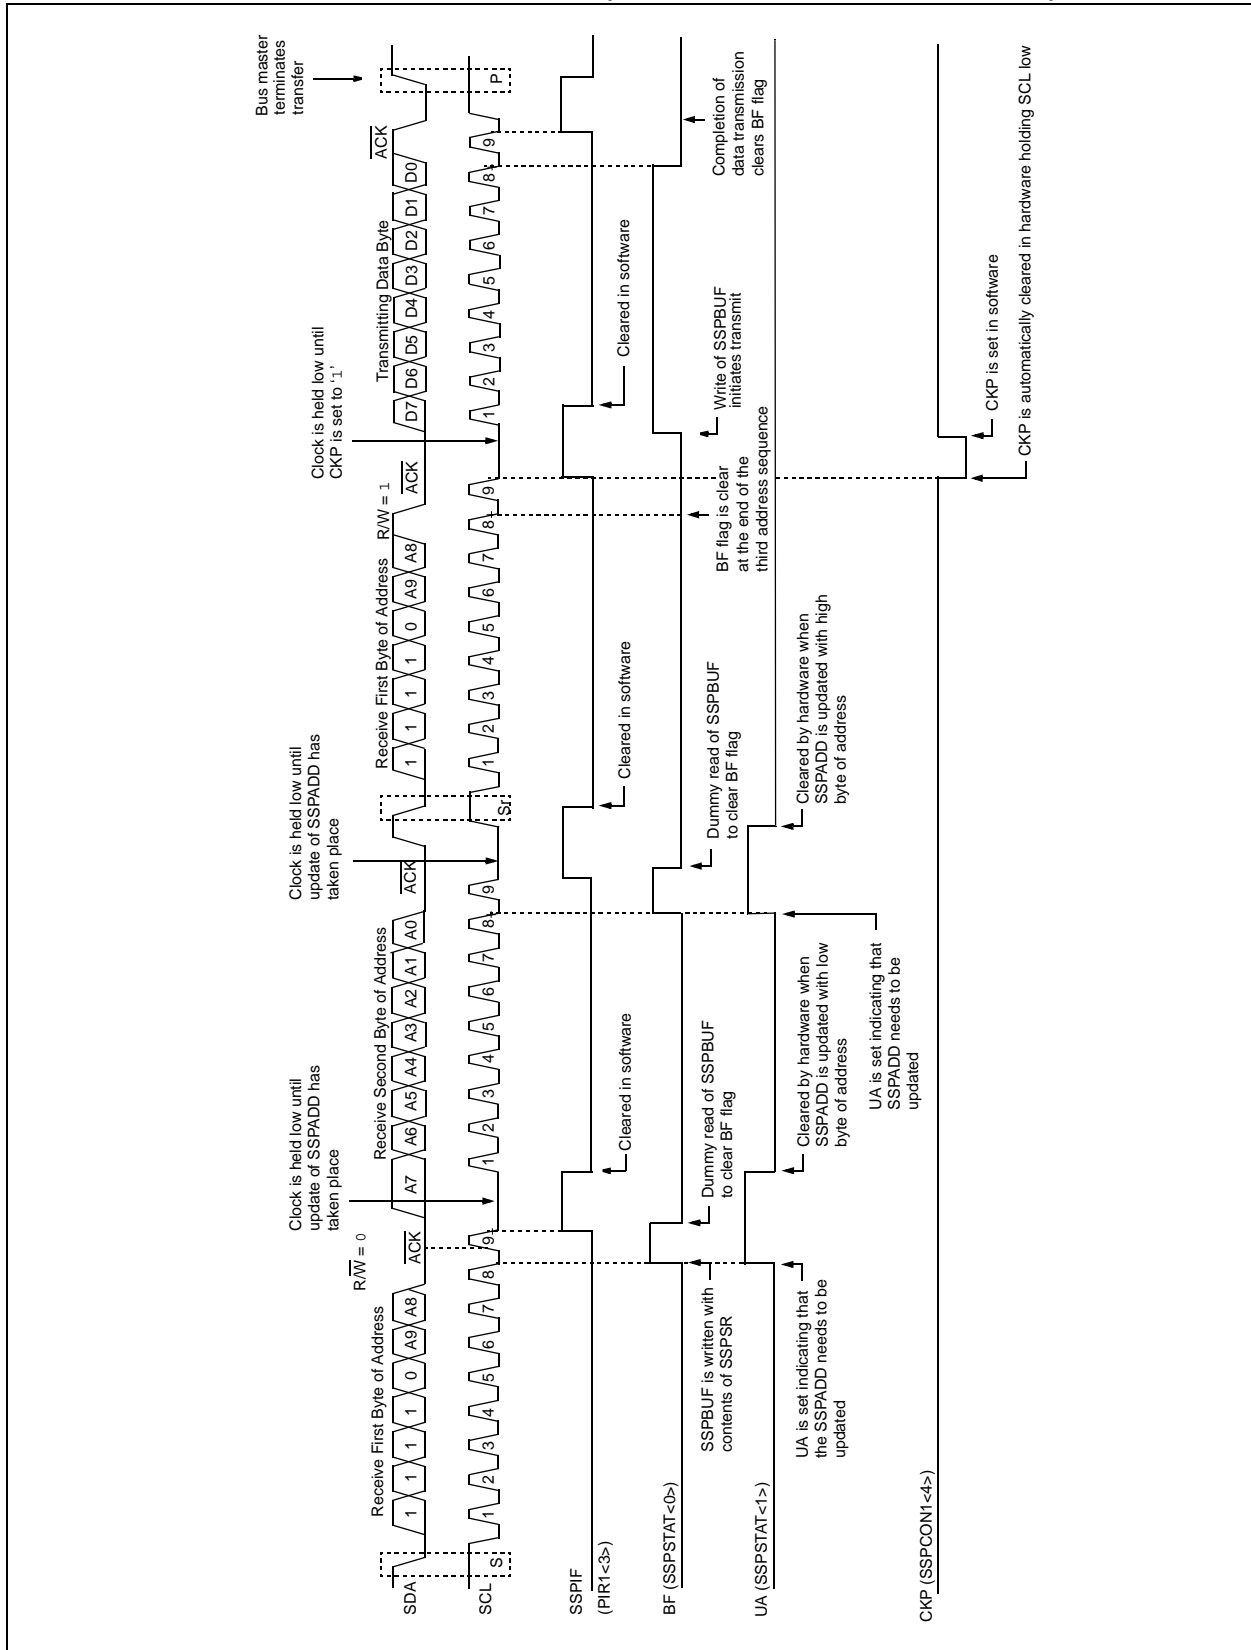 Bus master
terminates
transfer
Clock is held low until
CKP is set to ‘1’
Clock is held low until
update of SSPADD has
taken place
Clock is held low until
update of SSPADD has
taken place
Receive First Byte of Address
R/W = 0
ACK
Receive Second Byte of Address
ACK
Receive First Byte of Address
R/W = 1
ACK
Transmitting Data Byte
ACK
SDA
1 1 1 1 0 A9 A8
A7 A6 A5 A4 A3 A2 A1 A0
1 1 1 1 0 A9 A8
D7 D6 D5 D4 D3 D2 D1 D0
SCL
S
1 2 3 4 5 6 7 8 9
1 2 3 4 5 6 7 8 9
Sr
1 2 3 4 5 6 7 8 9
1 2 3 4 5 6 7 8 9
P
SSPIF
(PIR1<3>)
Cleared in software
Cleared in software
Cleared in software
BF (SSPSTAT<0>)
SSPBUF is written with
contents of SSPSR
Dummy read of SSPBUF
to clear BF flag
Dummy read of SSPBUF
to clear BF flag
BF flag is clear
at the end of the
third address sequence
Write of SSPBUF
initiates transmit
Completion of
data transmission
clears BF flag
UA (SSPSTAT<1>)
UA is set indicating that
the SSPADD needs to be
updated
Cleared by hardware when
SSPADD is updated with low
byte of address
UA is set indicating that
SSPADD needs to be
updated
Cleared by hardware when
SSPADD is updated with high
byte of address
CKP (SSPCON1<4>)
CKP is set in software
CKP is automatically cleared in hardware holding SCL low